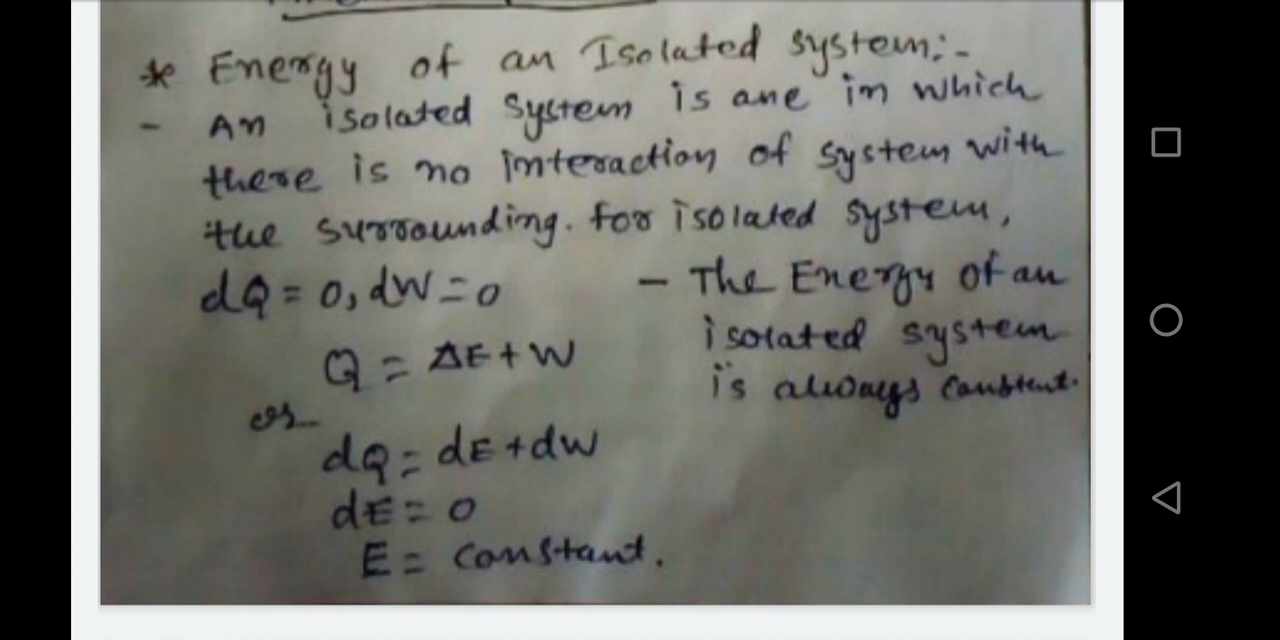 * Energy of an Isolated system:-
- An isolated system is ane in which
there is no interaction of system with
the surrounding. for isolated system,
dQ = 0, dW = 0
Q = ΔE + W
or
dQ = dE + dW
dE = 0
E = constant.
- The Energy of an
isolated system
is always constant.